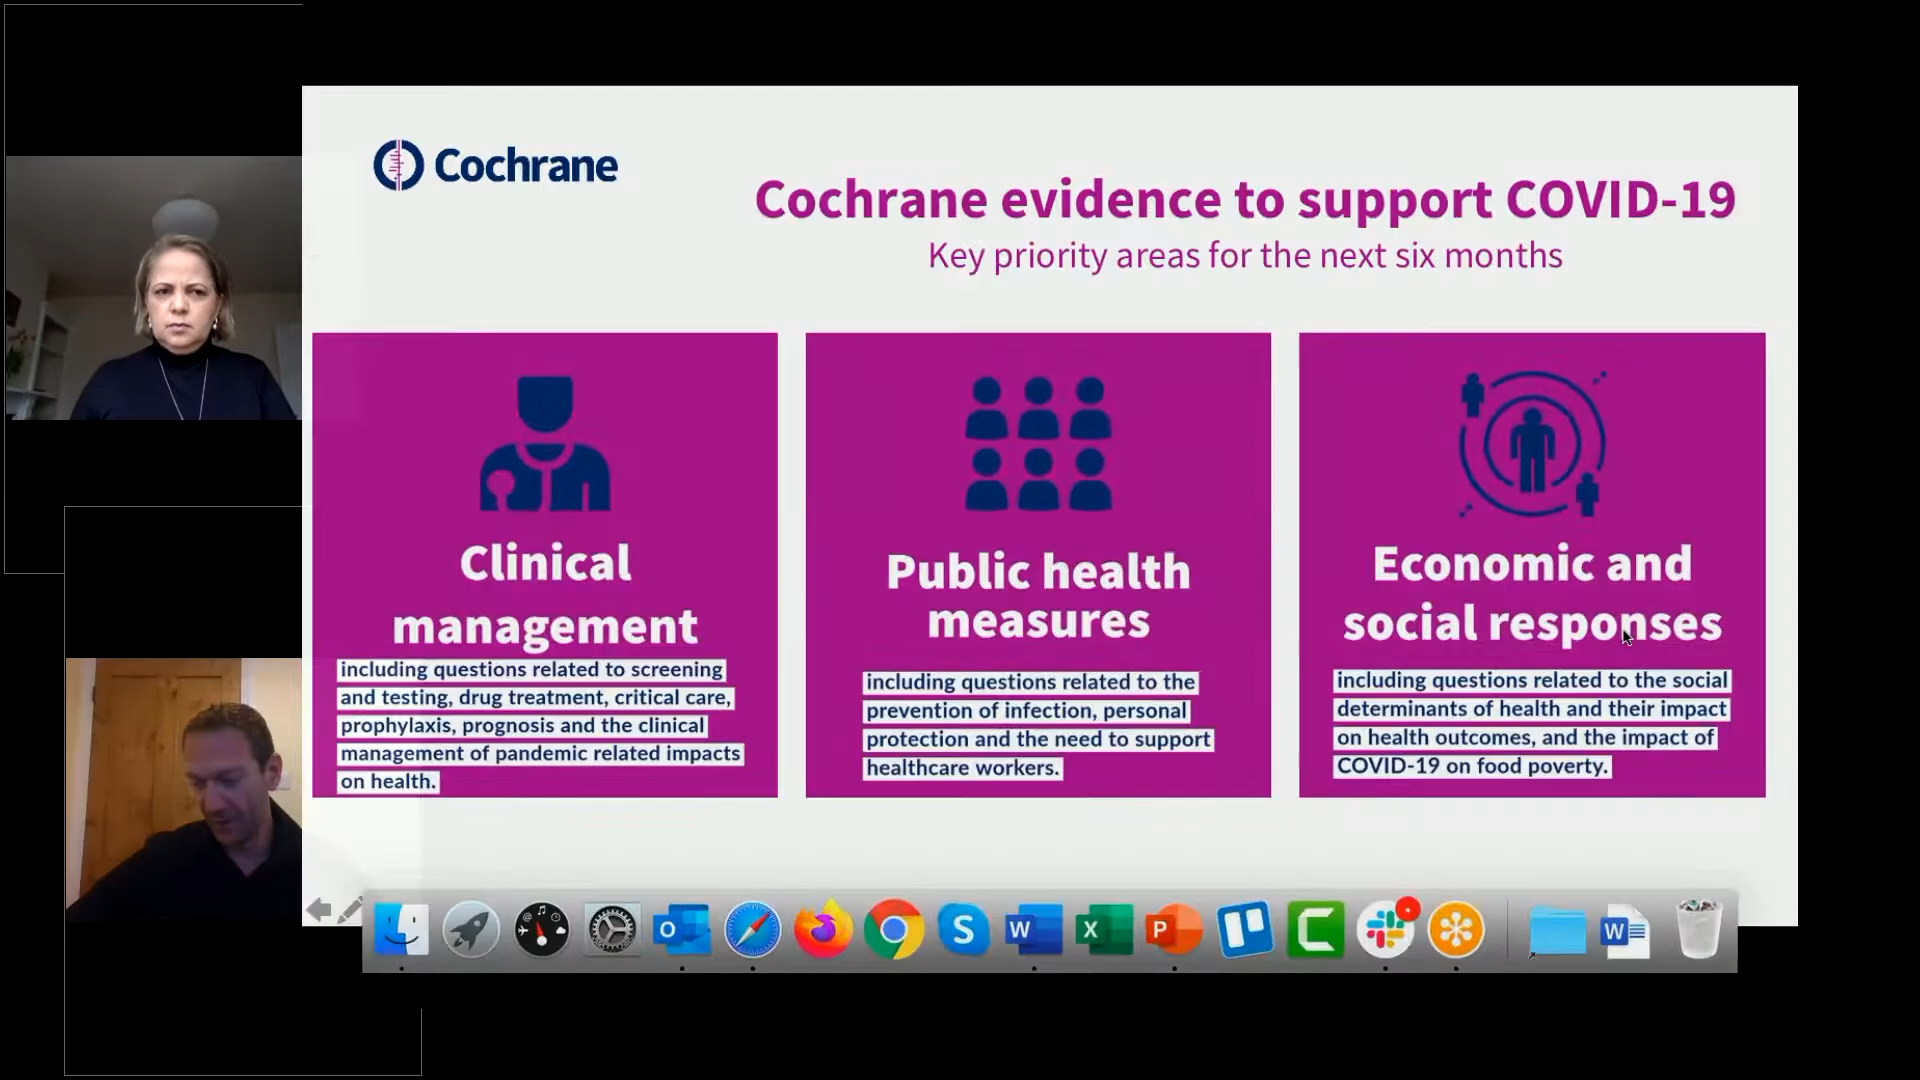 Cochrane
Cochrane evidence to support COVID-19
Key priority areas for the next six months
Clinical
management
including questions related to screening
and testing, drug treatment, critical care,
prophylaxis, prognosis and the clinical
management of pandemic related impacts
on health.
Public health
measures
including questions related to the
prevention of infection, personal
protection and the need to support
healthcare workers.
Economic and
social responses
including questions related to the social
determinants of health and their impact
on health outcomes, and the impact of
COVID-19 on food poverty.
O
S
W
X
P
C
W